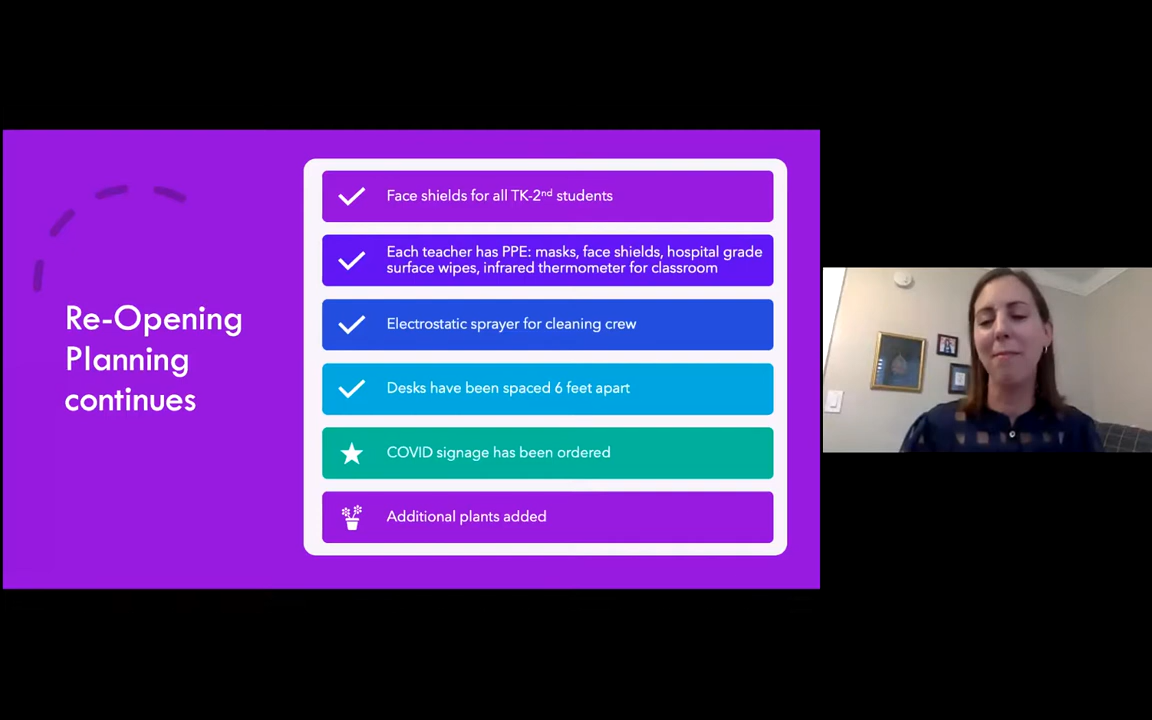 Re-Opening
Planning
continues
Face shields for all TK-2nd students
Each teacher has PPE: masks, face shields, hospital grade
surface wipes, infrared thermometer for classroom
Electrostatic sprayer for cleaning crew
Desks have been spaced 6 feet apart
COVID signage has been ordered
Additional plants added